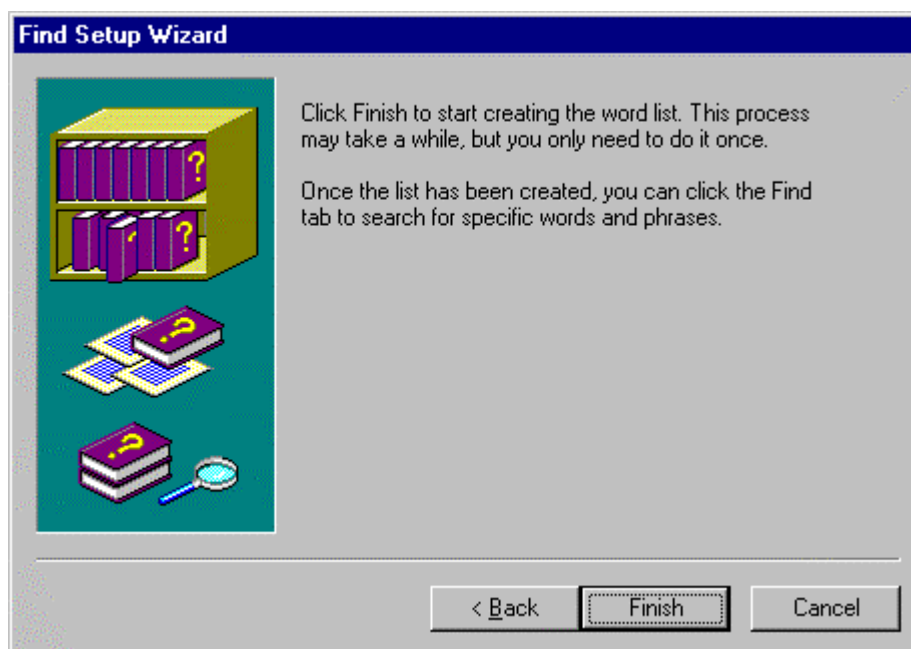 Find Setup Wizard
Click Finish to start creating the word list. This process
may take a while, but you only need to do it once.
Once the list has been created, you can click the Find
tab to search for specific words and phrases.
?
?
?
?
< Back
Finish
Cancel